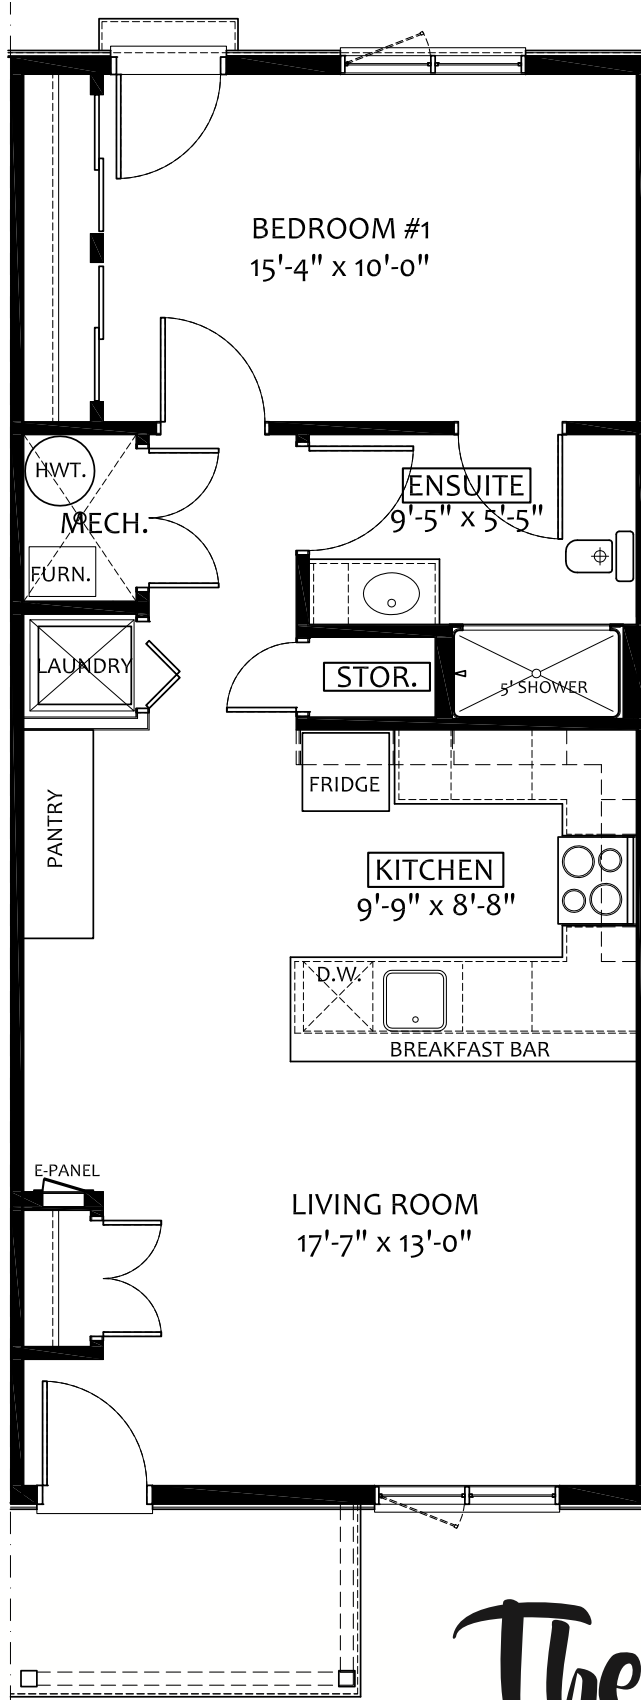 BEDROOM #1
15'-4" x 10'-0"
HWT.
MECH.
FURN.
ENSUITE
9'-5" x 5'-5"
LAUNDRY
STOR.
5' SHOWER
FRIDGE
PANTRY
KITCHEN
9'-9" x 8'-8"
D.W.
BREAKFAST BAR
E-PANEL
LIVING ROOM
17'-7" x 13'-0"
The